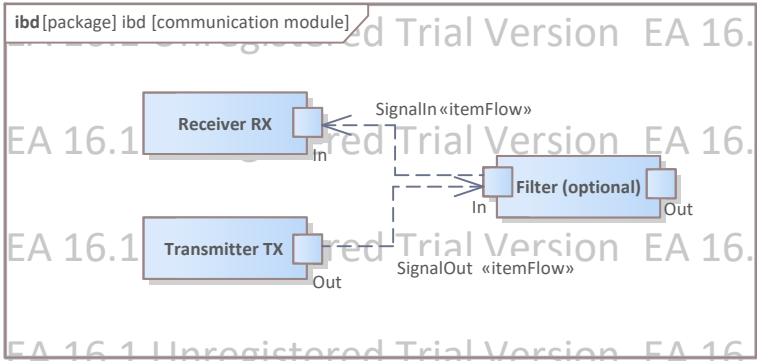 ibd [package] ibd [communication module]
EA 16.1 Unregistered Trial Version EA 16.
SignalIn «itemFlow»
Receiver RX
In
EA 16.1 Unregistered Trial Version EA 16.
Filter (optional)
In
Out
Transmitter TX
EA 16.1 Unregistered Trial Version EA 16.
Out
SignalOut «itemFlow»
EA 16.1 Unregistered Trial Version EA 16.